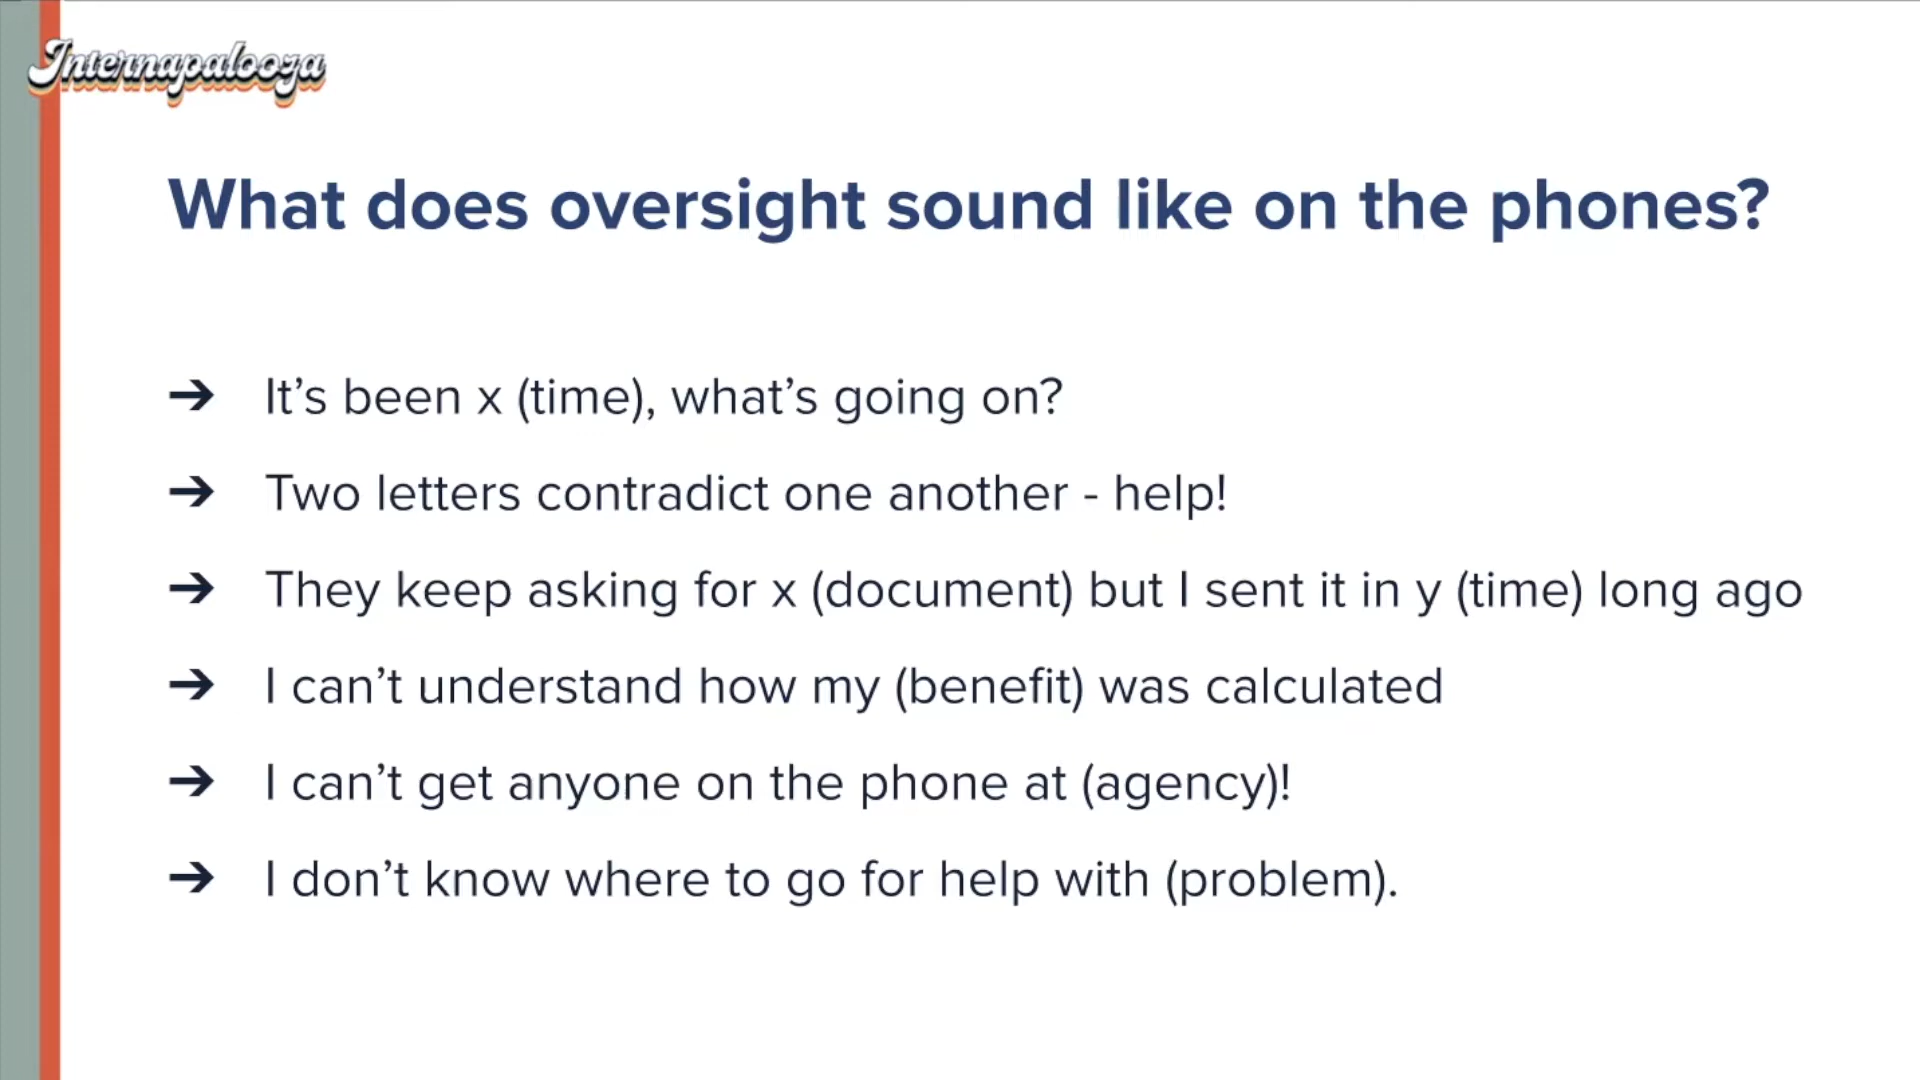 Internapalooza
What does oversight sound like on the phones?
➔ It’s been x (time), what’s going on?
➔ Two letters contradict one another - help!
➔ They keep asking for x (document) but I sent it in y (time) long ago
➔ I can’t understand how my (benefit) was calculated
➔ I can’t get anyone on the phone at (agency)!
➔ I don’t know where to go for help with (problem).